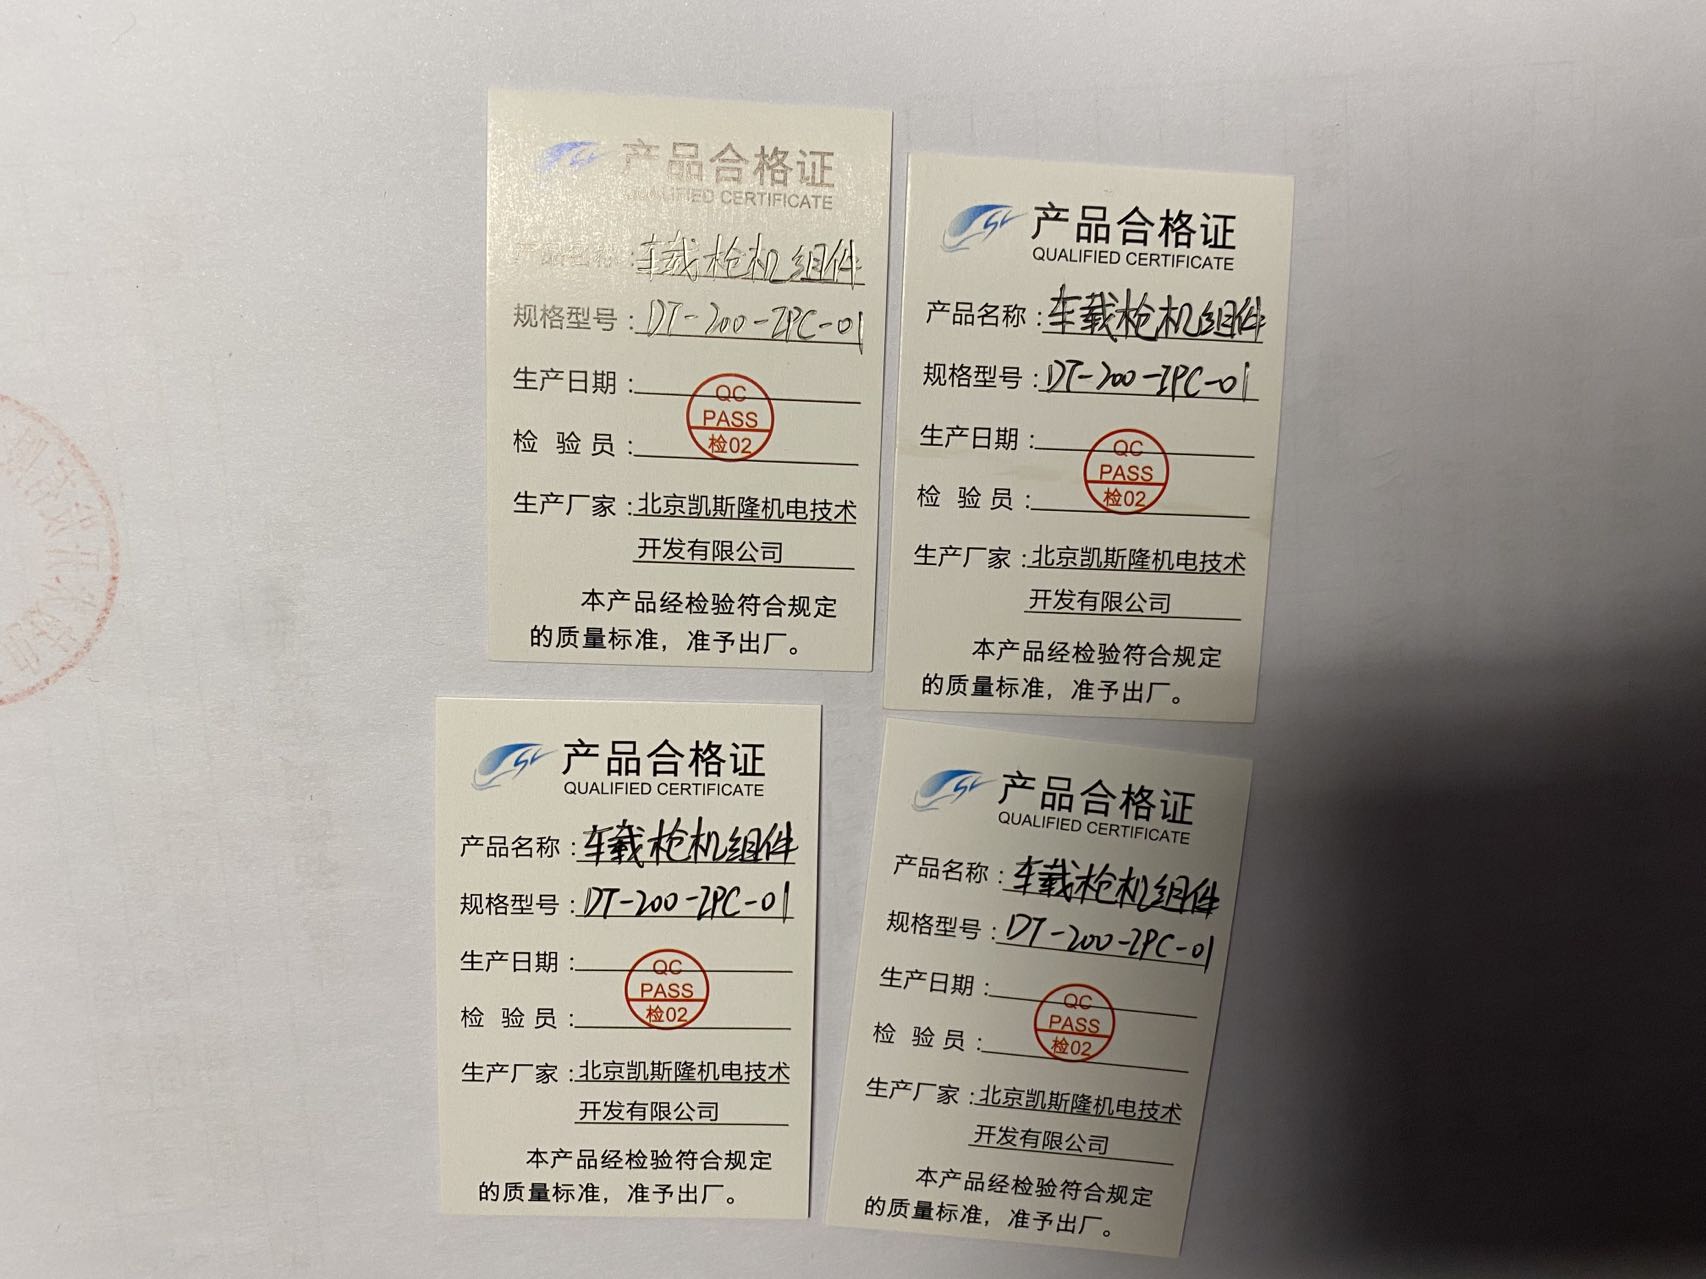 产品合格证
QUALIFIED CERTIFICATE
产品名称：车载枪机组件
规格型号：DT-200-IPC-01
生产日期：
检验员：
QC
PASS
检02
生产厂家：北京凯斯隆机电技术
开发有限公司
本产品经检验符合规定
的质量标准，准予出厂。
SL
产品合格证
QUALIFIED CERTIFICATE
产品名称：车载枪机组件
规格型号：DT-200-IPC-01
生产日期：
检验员：
QC
PASS
检02
生产厂家：北京凯斯隆机电技术
开发有限公司
本产品经检验符合规定
的质量标准，准予出厂。
SL
产品合格证
QUALIFIED CERTIFICATE
产品名称：车载枪机组件
规格型号：DT-200-IPC-01
生产日期：
检验员：
QC
PASS
检02
生产厂家：北京凯斯隆机电技术
开发有限公司
本产品经检验符合规定
的质量标准，准予出厂。
SL
产品合格证
QUALIFIED CERTIFICATE
产品名称：车载枪机组件
规格型号：DT-200-IPC-01
生产日期：
检验员：
QC
PASS
检02
生产厂家：北京凯斯隆机电技术
开发有限公司
本产品经检验符合规定
的质量标准，准予出厂。